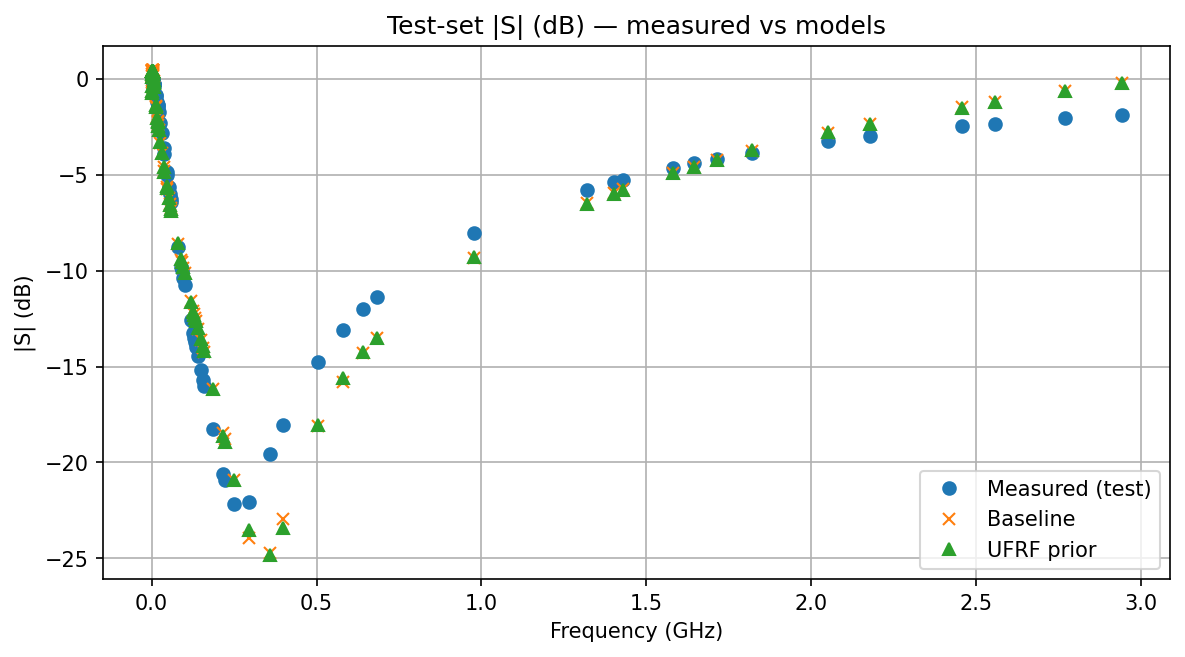 Test-set |S| (dB) — measured vs models
|S| (dB)
0
−5
−10
−15
−20
−25
0.0 0.5 1.0 1.5 2.0 2.5 3.0
Frequency (GHz)
Measured (test)
Baseline
UFRF prior